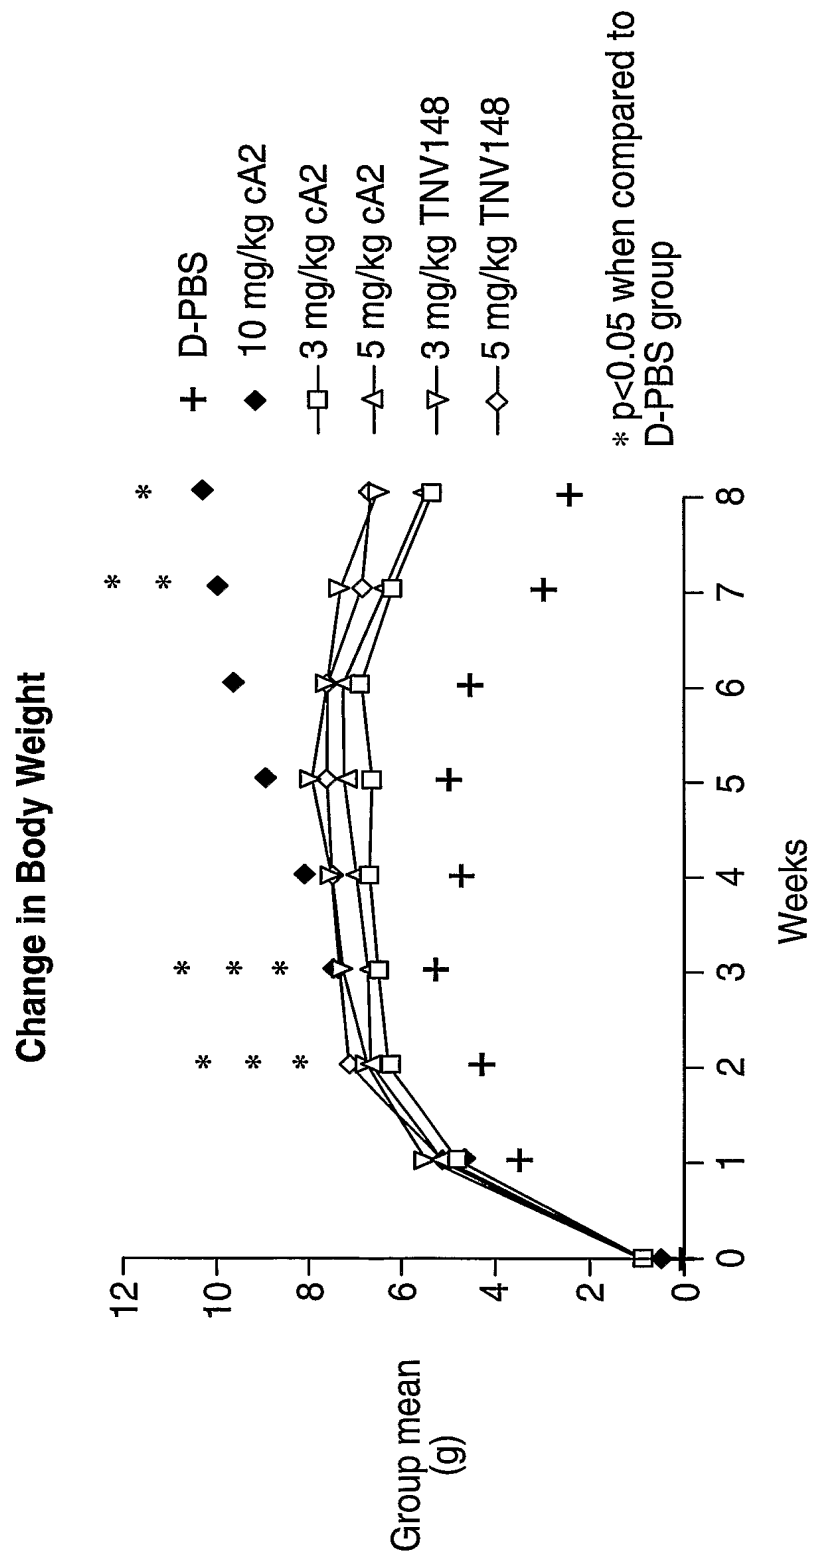 Change in Body Weight
12
10
8
6
4
2
0
Group mean
(g)
0 1 2 3 4 5 6 7 8
Weeks
* * *
* * *
* *
*
D-PBS
10 mg/kg cA2
3 mg/kg cA2
5 mg/kg cA2
3 mg/kg TNV148
5 mg/kg TNV148
* p<0.05 when compared to
D-PBS group